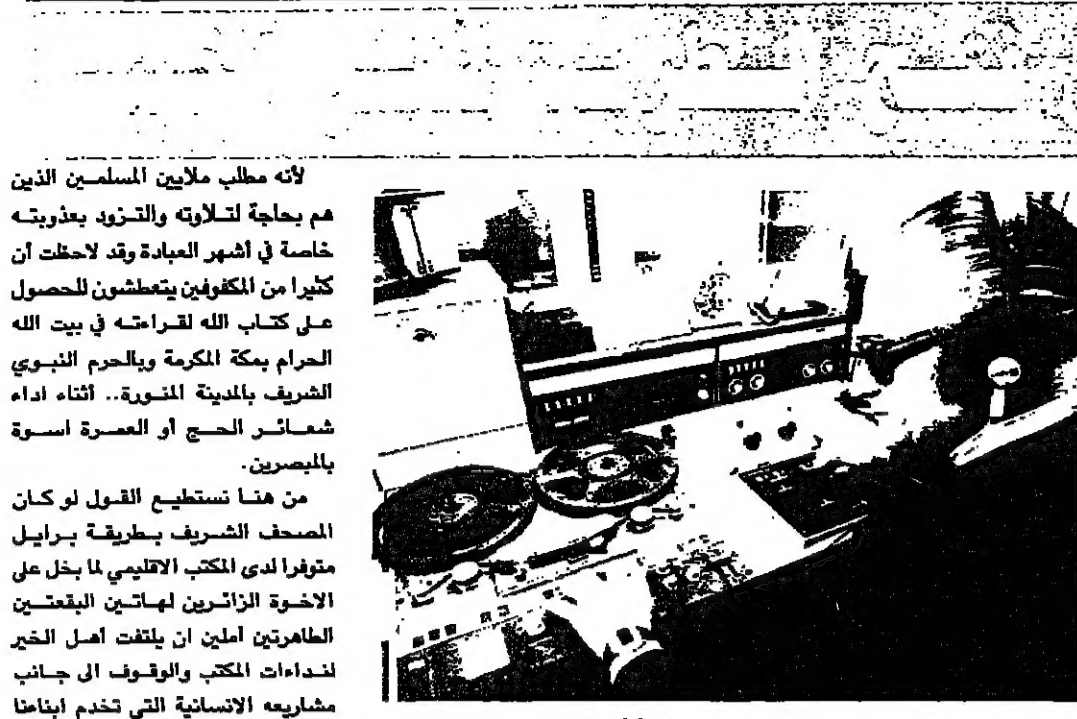 لأنه مطلب ملايين المسلمين الذين
هم بحاجة لتلاوته والتزود بعذوبته
خاصة في أشهر العبادة وقد لاحظت أن
كثيرا من المكفوفين يتعطشون للحصول
على كتاب الله لقراءته في بيت الله
الحرام بمكة المكرمة وبالحرم النبوي
الشريف بالمدينة المنورة.. أثناء اداء
شعائر الحج أو العمرة اسوة
بالمبصرين.
من هنا نستطيع القول لو كان
المصحف الشريف بطريقة برايل
متوفرا لدى المكتب الاقليمي لما بخل على
الاخوة الزائرين لهاتين البقعتين
الطاهرتين آملين ان يلتفت أهل الخير
لنداءات المكتب والوقوف الى جانب
مشاريعه الانسانية التي تخدم ابناءنا